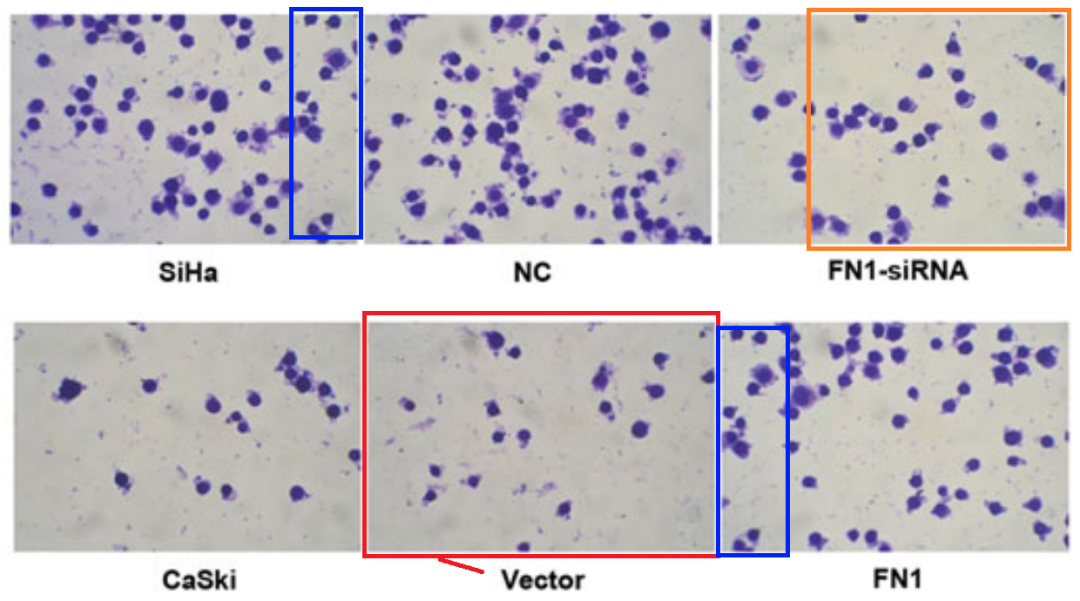 SiHa
NC
FN1-siRNA
CaSki
Vector
FN1